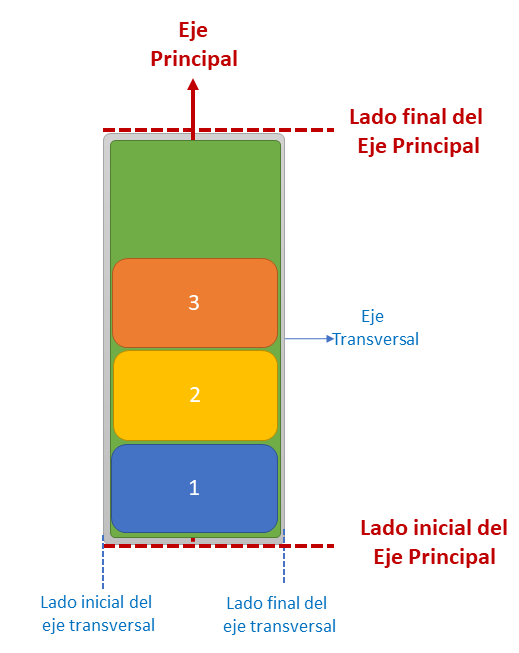 Eje
Principal
Lado final del
Eje Principal
3
Eje
Transversal
2
1
Lado inicial del
Eje Principal
Lado inicial del
eje transversal
Lado final del
eje transversal